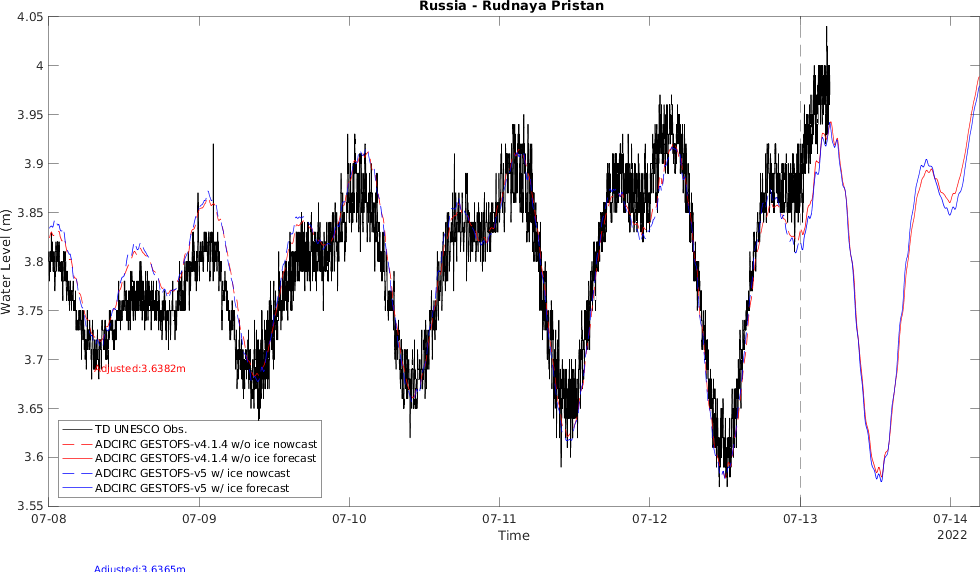 Russia - Rudnaya Pristan
4.05
4
3.95
3.9
3.85
3.8
3.75
3.7
3.65
3.6
3.55
Water Level (m)
Adjusted:3.6382m
TD UNESCO Obs.
ADCIRC GESTOFS-v4.1.4 w/o ice nowcast
ADCIRC GESTOFS-v4.1.4 w/o ice forecast
ADCIRC GESTOFS-v5 w/ ice nowcast
ADCIRC GESTOFS-v5 w/ ice forecast
07-08 07-09 07-10 07-11 07-12 07-13 07-14
Time
2022
Adjusted:3.6365m